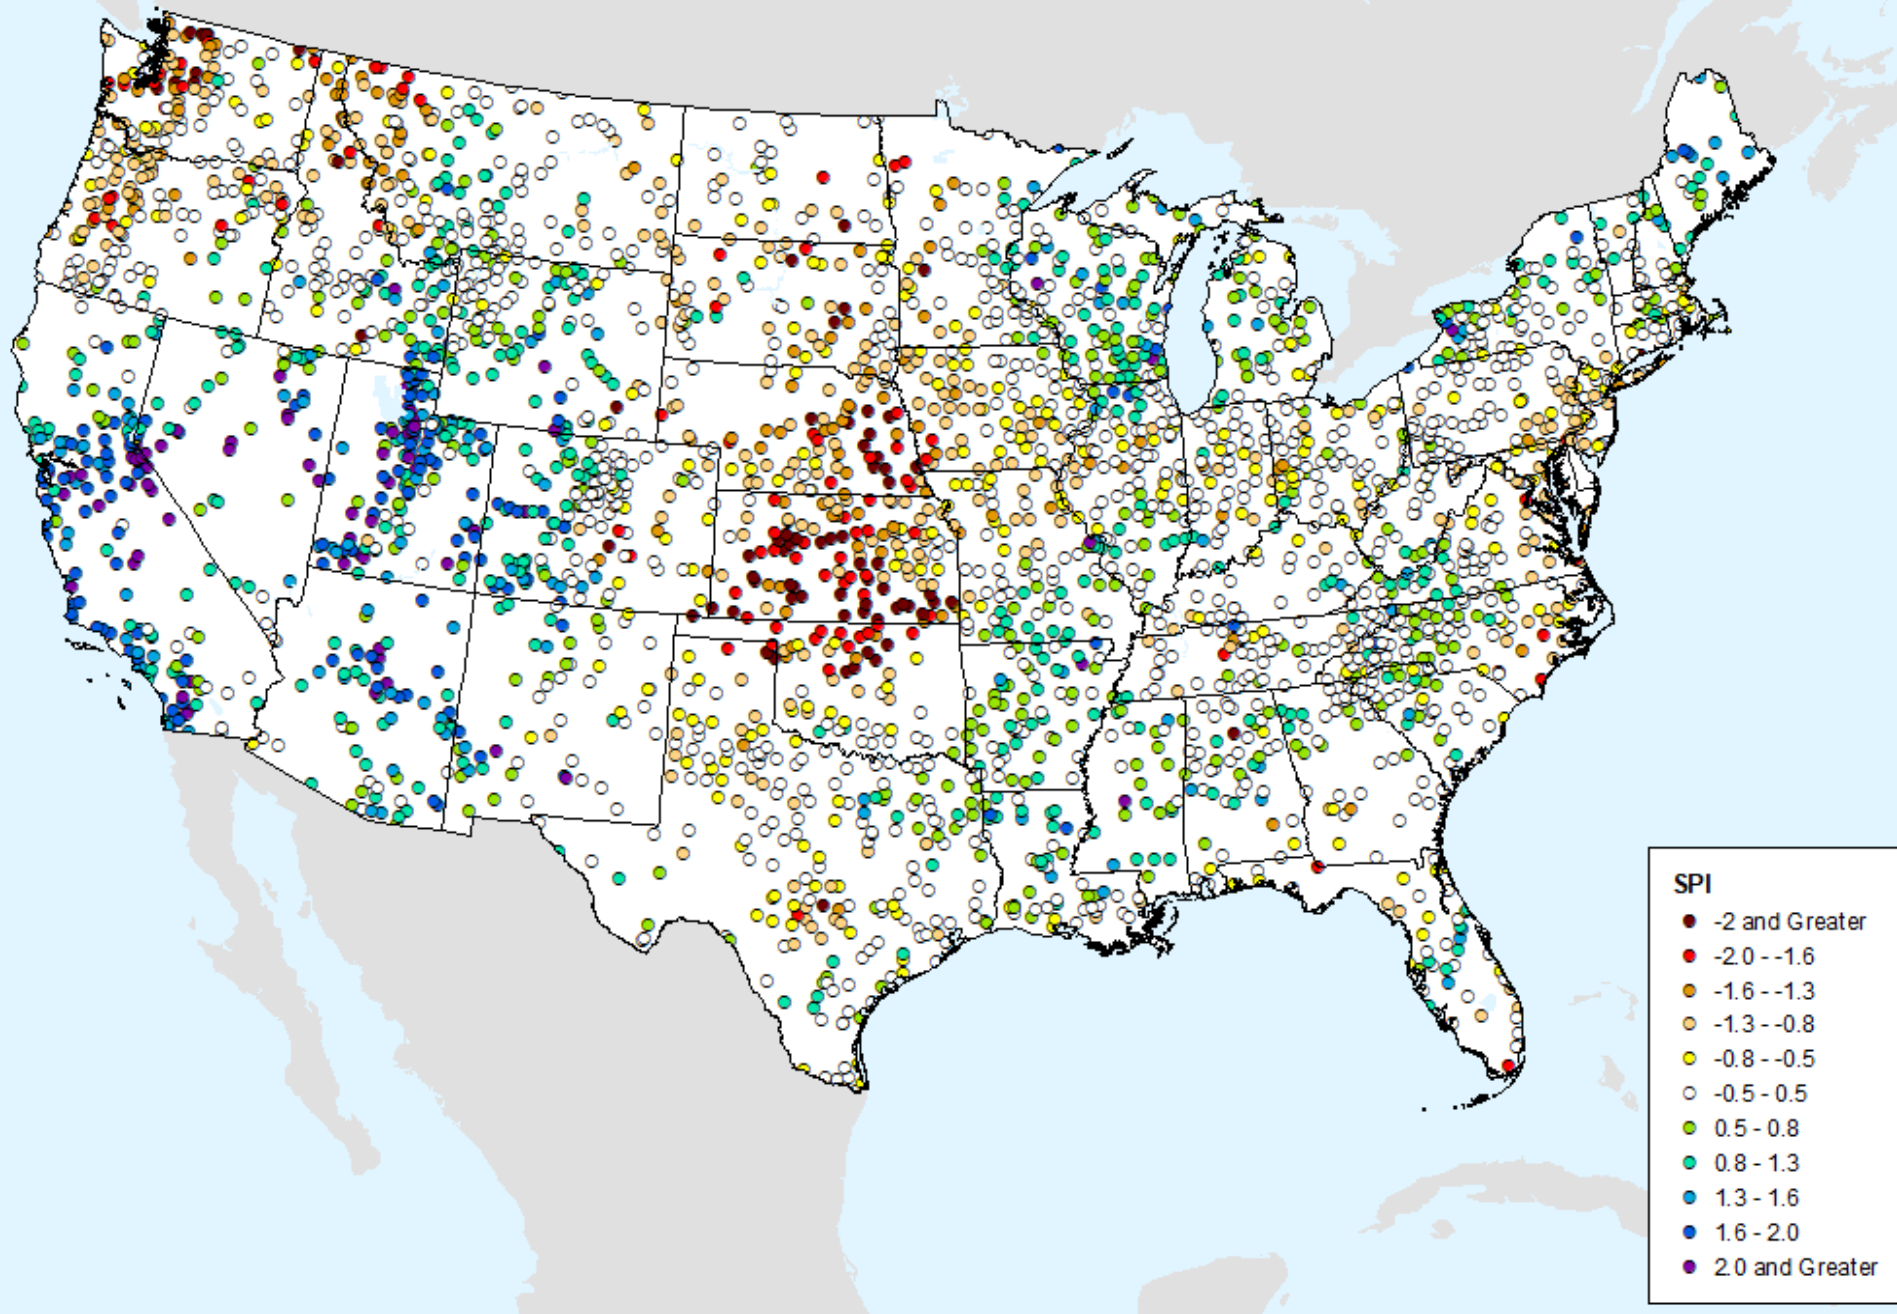 SPI
-2 and Greater
-2.0 - -1.6
-1.6 - -1.3
-1.3 - -0.8
-0.8 - -0.5
-0.5 - 0.5
0.5 - 0.8
0.8 - 1.3
1.3 - 1.6
1.6 - 2.0
2.0 and Greater